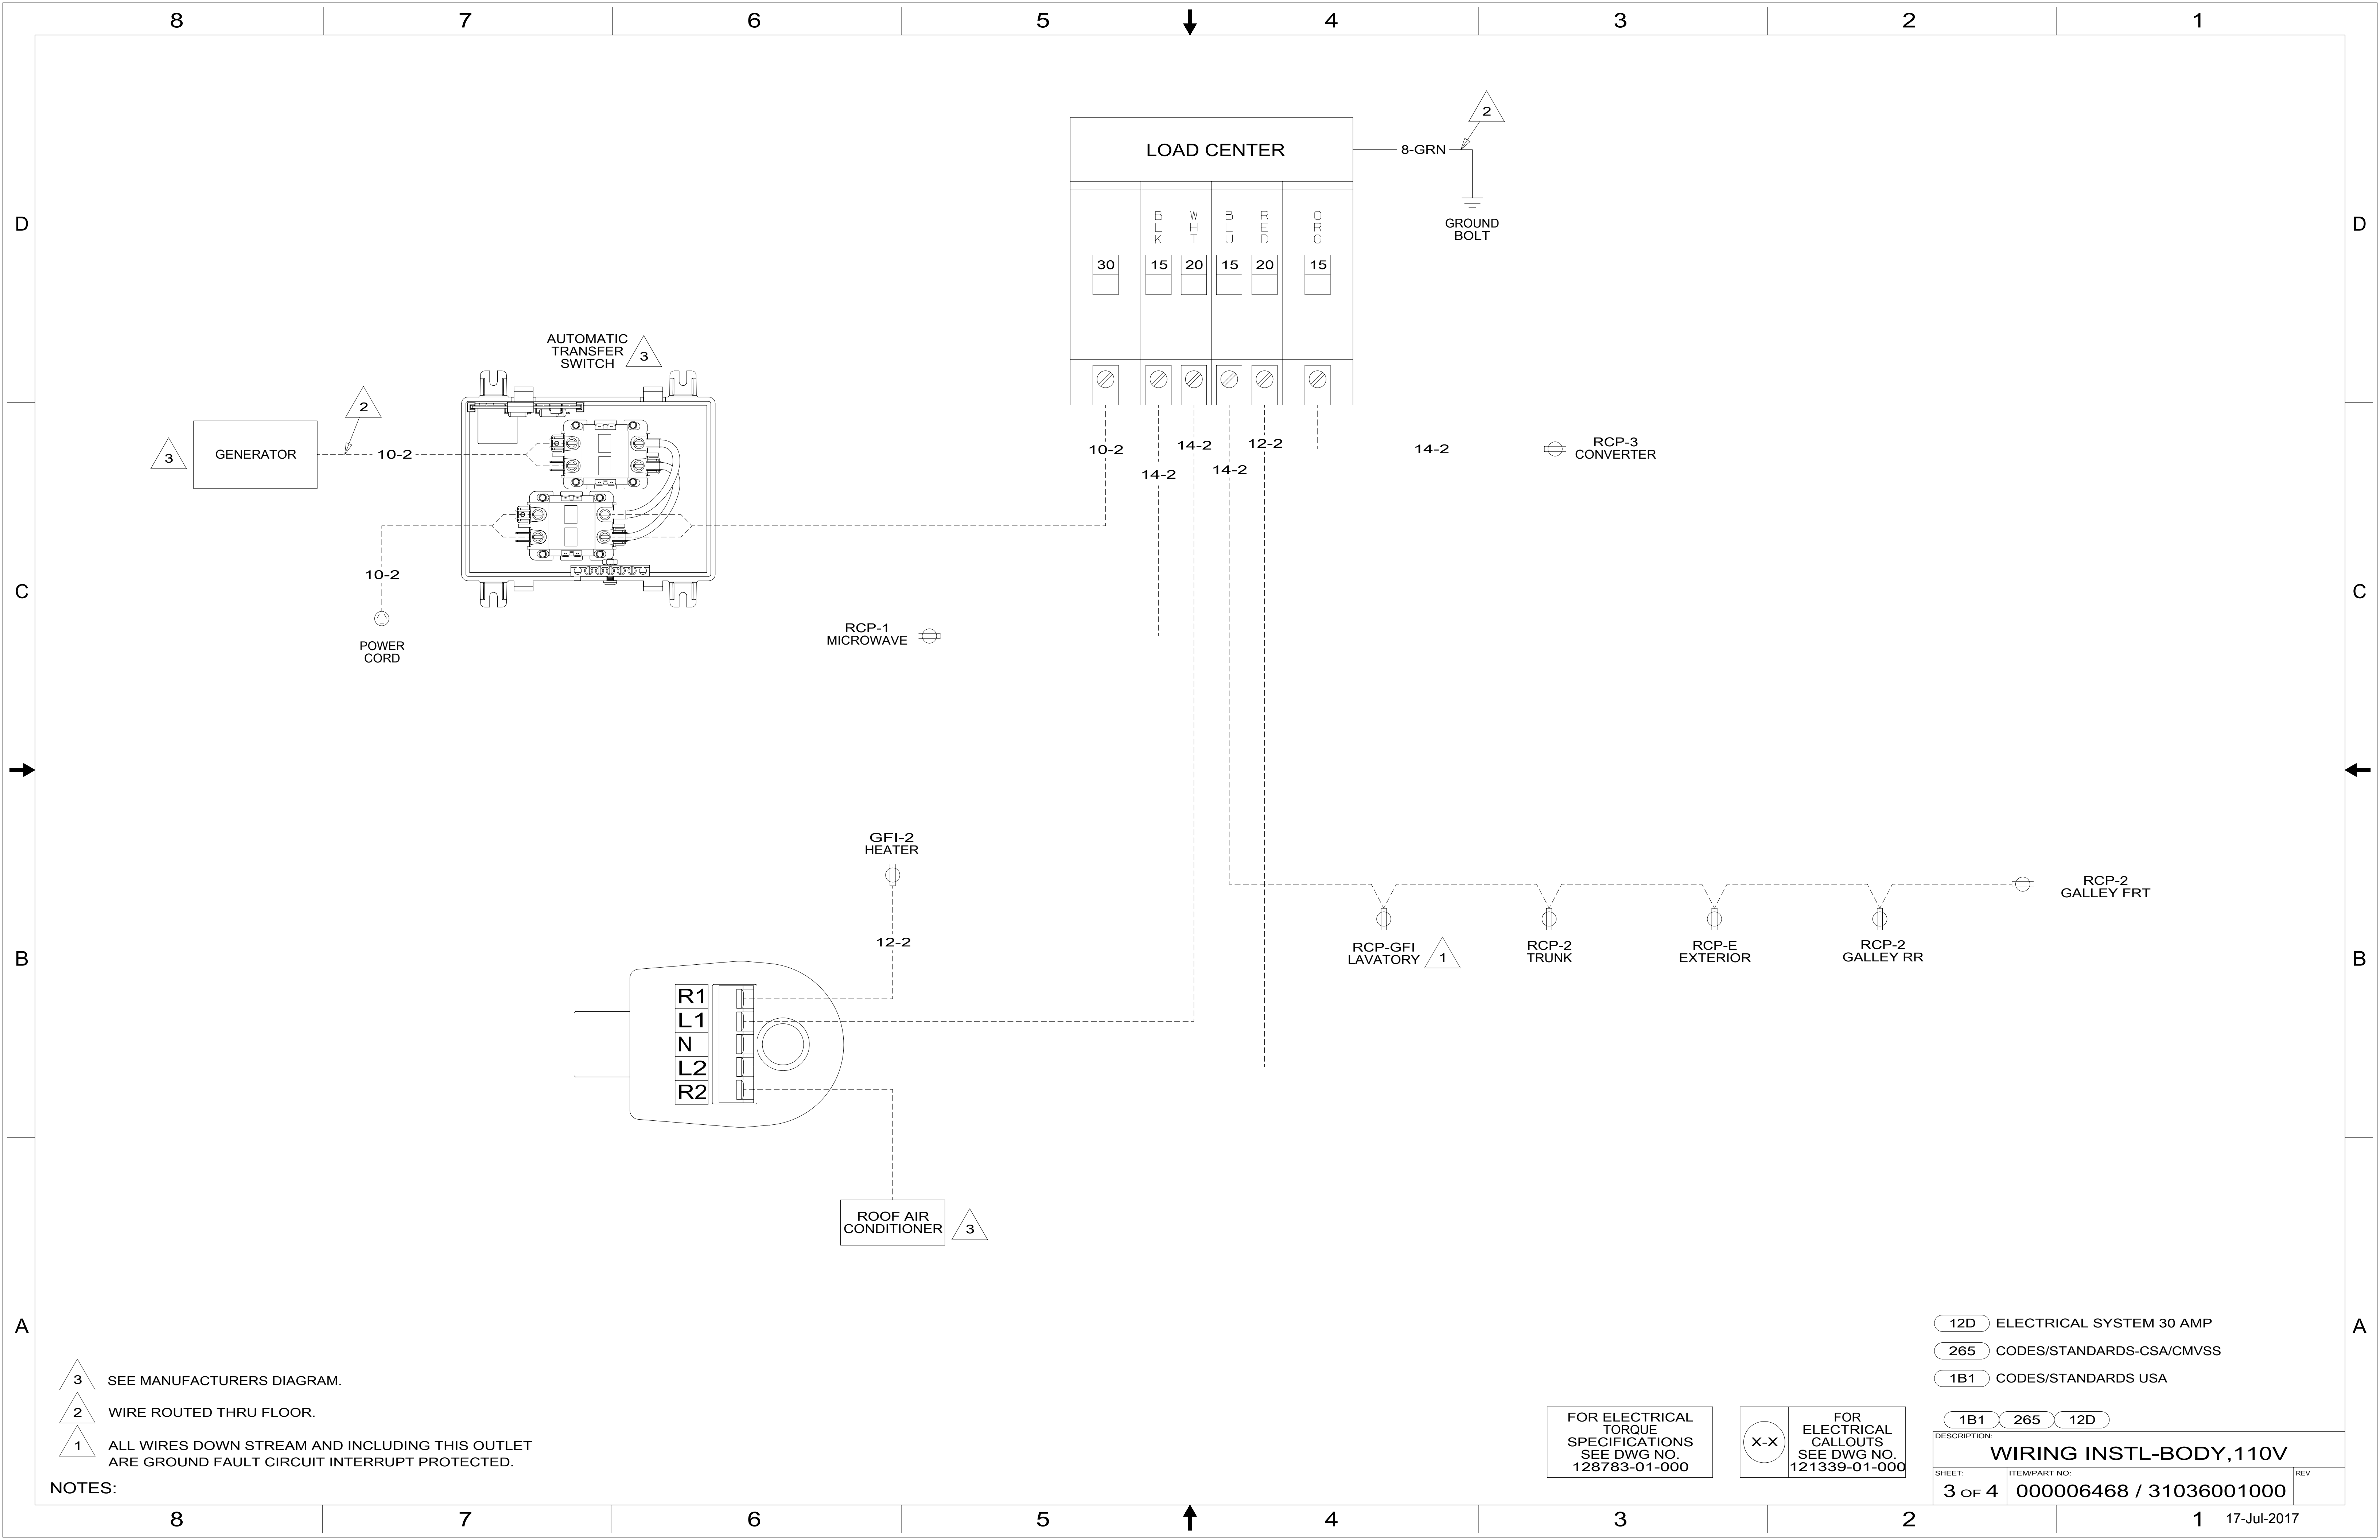 8 7 6 5 4 3 2 1
D D
C C
B B
A A
LOAD CENTER
8-GRN
2
GROUND
BOLT
BLK WHT BLU RED ORG
30 15 20 15 20 15
AUTOMATIC
TRANSFER
SWITCH
3
2
3
GENERATOR
10-2
10-2
POWER
CORD
10-2
14-2
14-2
14-2
12-2
14-2
RCP-3
CONVERTER
RCP-1
MICROWAVE
GFI-2
HEATER
12-2
R1
L1
N
L2
R2
ROOF AIR
CONDITIONER
3
RCP-GFI
LAVATORY
1
RCP-2
TRUNK
RCP-E
EXTERIOR
RCP-2
GALLEY RR
RCP-2
GALLEY FRT
3 SEE MANUFACTURERS DIAGRAM.
2 WIRE ROUTED THRU FLOOR.
1 ALL WIRES DOWN STREAM AND INCLUDING THIS OUTLET
ARE GROUND FAULT CIRCUIT INTERRUPT PROTECTED.
NOTES:
FOR ELECTRICAL
TORQUE
SPECIFICATIONS
SEE DWG NO.
128783-01-000
X-X
FOR
ELECTRICAL
CALLOUTS
SEE DWG NO.
121339-01-000
12D ELECTRICAL SYSTEM 30 AMP
265 CODES/STANDARDS-CSA/CMVSS
1B1 CODES/STANDARDS USA
1B1 265 12D
DESCRIPTION:
WIRING INSTL-BODY,110V
SHEET:
3 OF 4
ITEM/PART NO:
000006468 / 31036001000
REV
8 7 6 5 4 3 2 1
17-Jul-2017